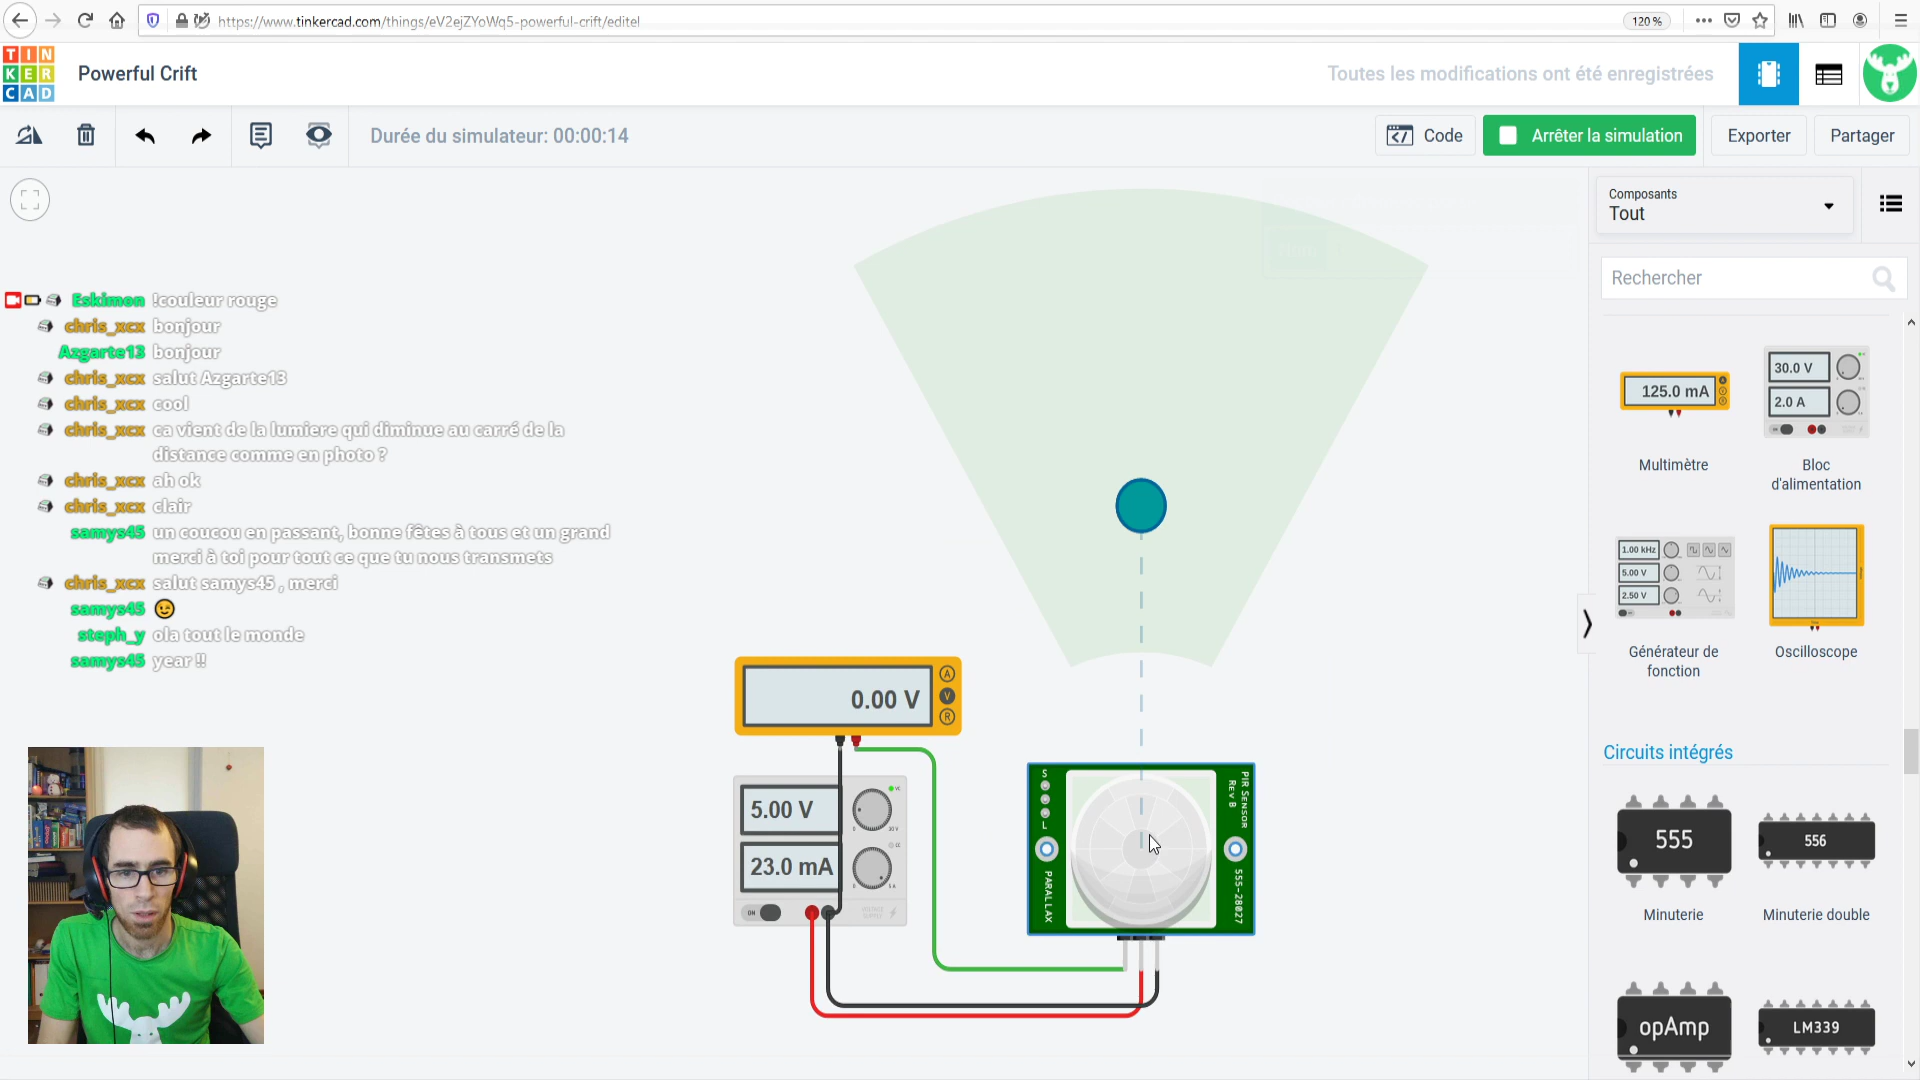 https://www.tinkercad.com/things/eV2ejZYoWq5-powerful-crift/editel
120 %
TIN
KER
CAD
Powerful Crift
Toutes les modifications ont été enregistrées
Durée du simulateur: 00:00:14
Code
Arrêter la simulation
Exporter
Partager
Composants
Tout
Rechercher
Eskimon !couleur rouge
chris_xcx bonjour
Azgarte13 bonjour
chris_xcx salut Azgarte13
chris_xcx cool
chris_xcx ca vient de la lumiere qui diminue au carré de la
distance comme en photo ?
chris_xcx ah ok
chris_xcx clair
samys45 un coucou en passant, bonne fêtes à tous et un grand
merci à toi pour tout ce que tu nous transmets
chris_xcx salut samys45 , merci
samys45
steph_y ola tout le monde
samys45 year !!
0.00 V
A
V
R
5.00 V
23.0 mA
ON
S
L
PIR SENSOR
REV B
PARALLAX
555-28027
125.0 mA
Multimètre
30.0 V
2.0 A
Bloc
d'alimentation
1.00 kHz
5.00 V
2.50 V
Générateur de
fonction
Oscilloscope
Circuits intégrés
555
Minuterie
556
Minuterie double
opAmp
LM339